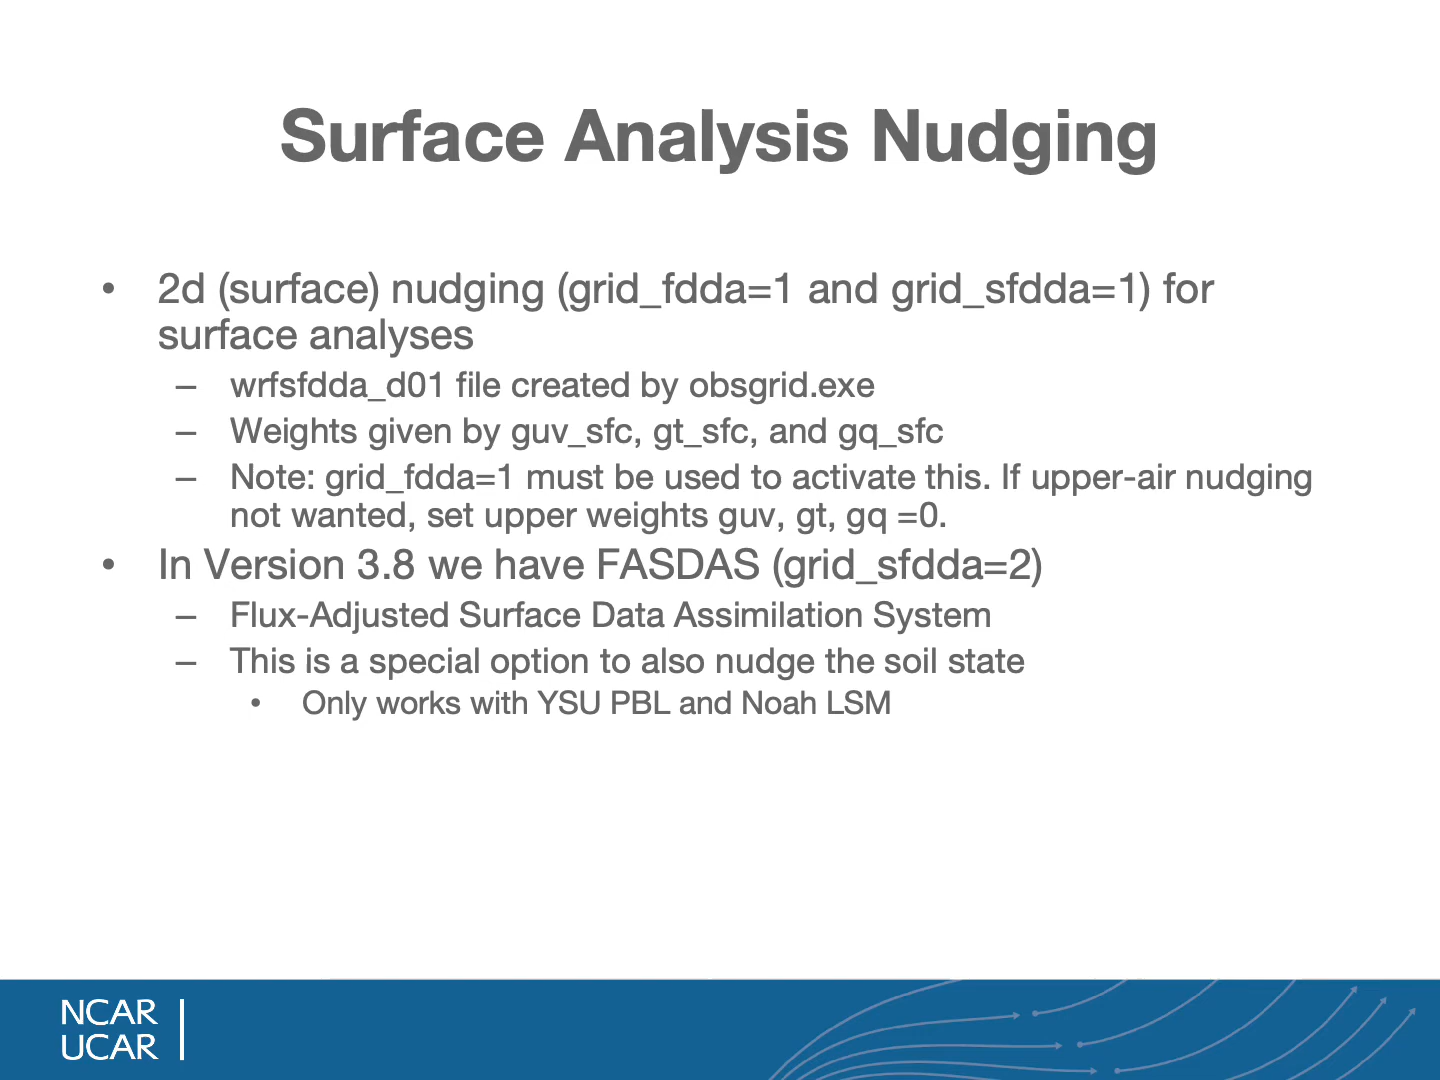 Surface Analysis Nudging
• 2d (surface) nudging (grid_fdda=1 and grid_sfdda=1) for
surface analyses
– wrfsfdda_d01 file created by obsgrid.exe
– Weights given by guv_sfc, gt_sfc, and gq_sfc
– Note: grid_fdda=1 must be used to activate this. If upper-air nudging
not wanted, set upper weights guv, gt, gq =0.
• In Version 3.8 we have FASDAS (grid_sfdda=2)
– Flux-Adjusted Surface Data Assimilation System
– This is a special option to also nudge the soil state
• Only works with YSU PBL and Noah LSM
NCAR
UCAR